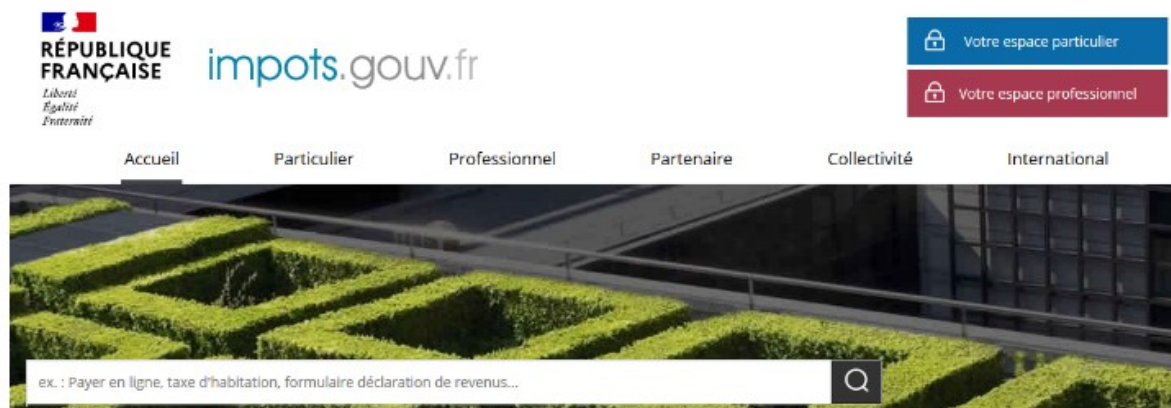 RÉPUBLIQUE
FRANÇAISE
Liberté
Égalité
Fraternité
impots.gouv.fr
Votre espace particulier
Votre espace professionnel
Accueil Particulier Professionnel Partenaire Collectivité International
ex. : Payer en ligne, taxe d'habitation, formulaire déclaration de revenus...